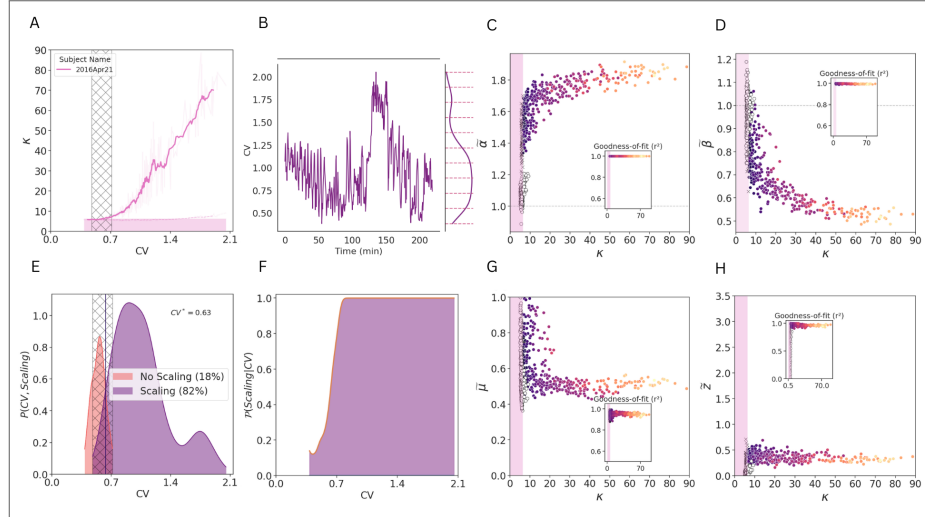 A
B
C
D
90
80
70
60
50
40
30
20
10
0
κ
Subject Name
2016Apr21
0.7
1.4
2.1
CV
2.00
1.75
1.50
1.25
1.00
0.75
0.50
CV
0
50
100
150
200
Time (min)
2.0
1.8
1.6
1.4
1.2
1.0
α̃
Goodness-of-fit (r²)
1.0
0.8
0.6
0
70
0 10 20 30 40 50 60 70 80 90
κ
1.2
1.1
1.0
0.9
0.8
0.7
0.6
0.5
β̃
Goodness-of-fit (r²)
1.0
0.8
0.6
0
70
0 10 20 30 40 50 60 70 80 90
κ
E
F
G
H
1.0
0.8
0.6
0.4
0.2
0.0
p(CV, Scaling)
CV* = 0.63
No Scaling (18%)
Scaling (82%)
0.7
1.4
2.1
CV
1.0
0.8
0.6
0.4
0.2
0.0
P(Scaling|CV)
0.7
1.4
2.1
CV
1.0
0.9
0.8
0.7
0.6
0.5
0.4
0.3
0.2
μ̃
Goodness-of-fit (r²)
1.0
0.8
0.6
0
70
0 10 20 30 40 50 60 70 80 90
κ
3.5
3.0
2.5
2.0
1.5
1.0
0.5
0.0
z̃
Goodness-of-fit (r²)
1.0
0.8
0.6
0.4
0.2
0.0
0.5
70.0
0 10 20 30 40 50 60 70 80 90
κ